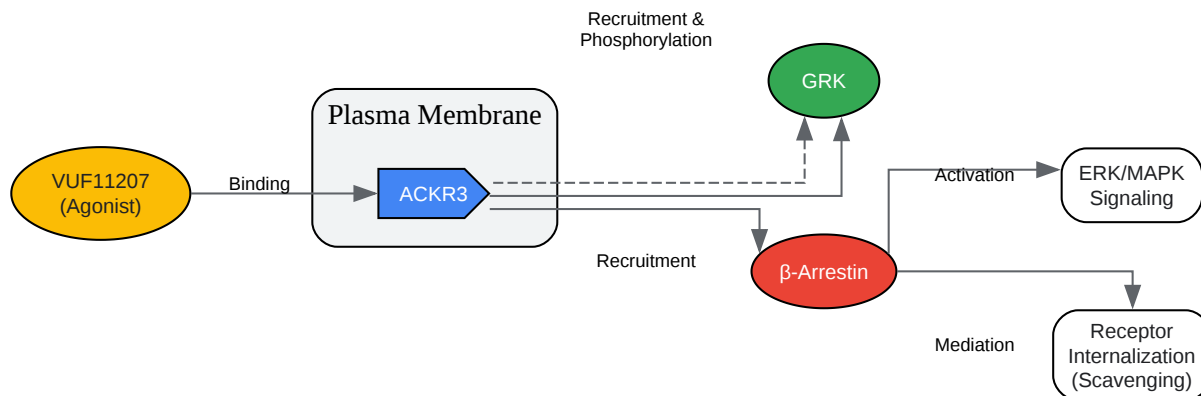 Recruitment &
Phosphorylation
GRK
Plasma Membrane
VUF11207
(Agonist)
Binding
ACKR3
Activation
ERK/MAPK
Signaling
Recruitment
β-Arrestin
Mediation
Receptor
Internalization
(Scavenging)